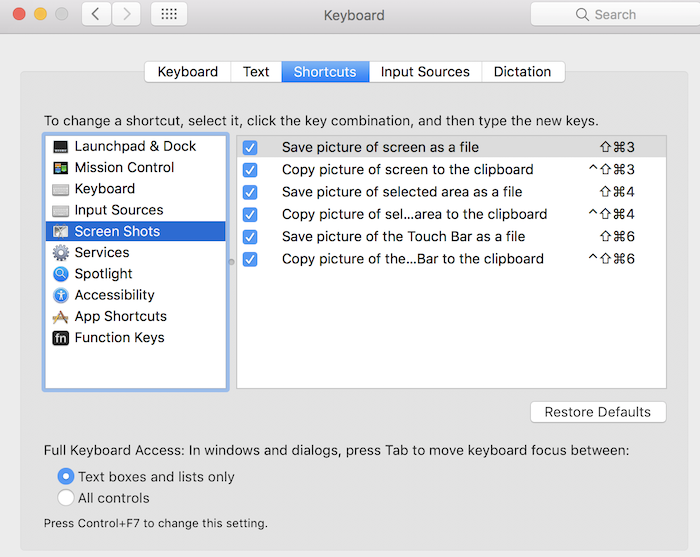 Keyboard
Search
Keyboard Text Shortcuts Input Sources Dictation
To change a shortcut, select it, click the key combination, and then type the new keys.
Launchpad & Dock
Mission Control
Keyboard
Input Sources
Screen Shots
Services
Spotlight
Accessibility
App Shortcuts
fn Function Keys
Save picture of screen as a file ⇧⌘3
Copy picture of screen to the clipboard ^⇧⌘3
Save picture of selected area as a file ⇧⌘4
Copy picture of sel...area to the clipboard ^⇧⌘4
Save picture of the Touch Bar as a file ⇧⌘6
Copy picture of the...Bar to the clipboard ^⇧⌘6
Restore Defaults
Full Keyboard Access: In windows and dialogs, press Tab to move keyboard focus between:
Text boxes and lists only
All controls
Press Control+F7 to change this setting.